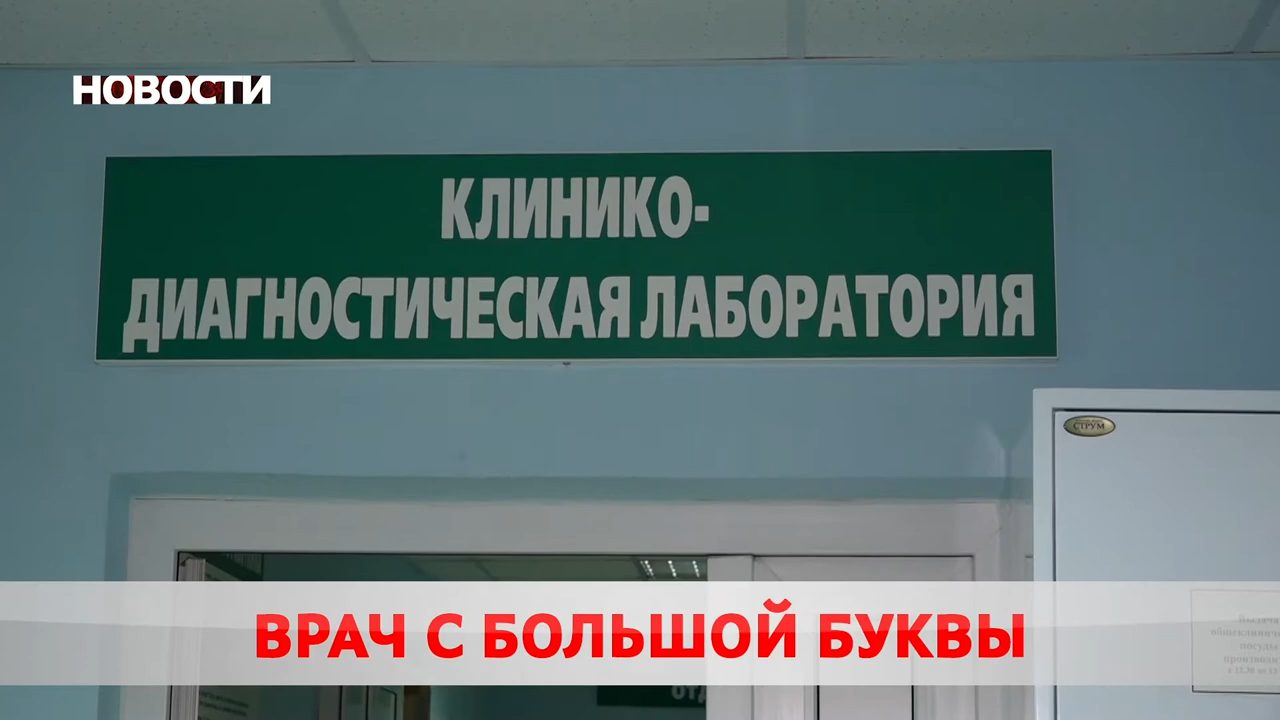 НОВОСТИ
КЛИНИКО-
ДИАГНОСТИЧЕСКАЯ ЛАБОРАТОРИЯ
СТРУМ
ВРАЧ С БОЛЬШОЙ БУКВЫ